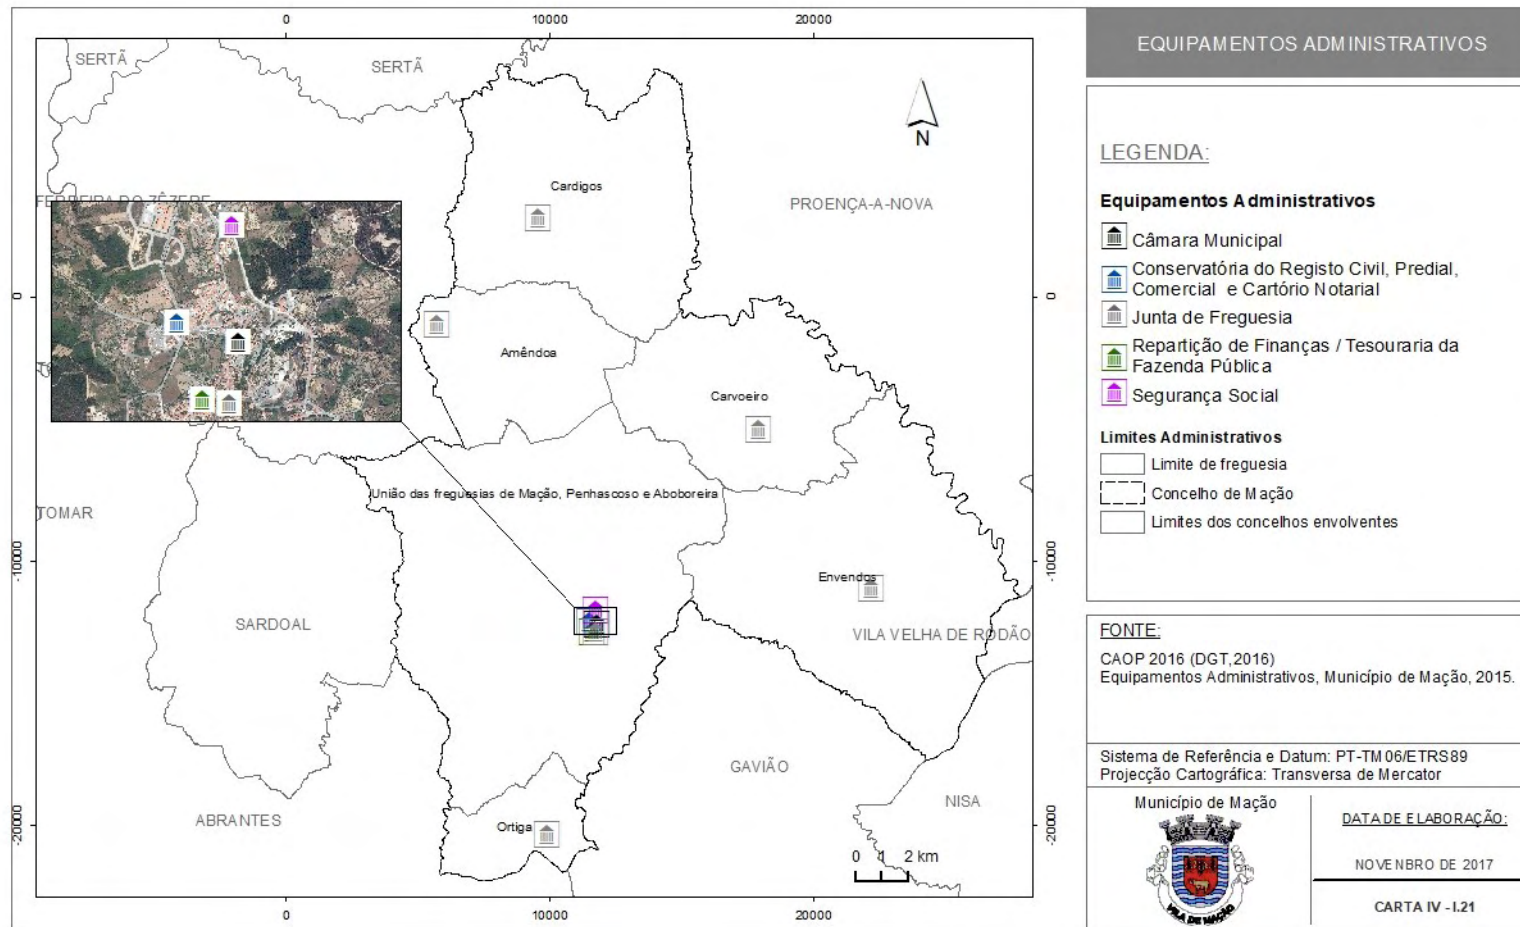 EQUIPAMENTOS ADMINISTRATIVOS
0
10000
20000
SERTÃ
SERTÃ
N
Cardigos
FERREIRA DO ZÊZERE
PROENÇA-A-NOVA
0
0
Amêndoa
Carvoeiro
União das freguesias de Mação, Penhascoso e Aboboreira
TOMAR
-10000
-10000
Envendos
SARDOAL
VILA VELHA DE RODÃO
GAVIÃO
NISA
ABRANTES
Ortiga
-20000
-20000
0 1 2 km
0
10000
20000
LEGENDA:
Equipamentos Administrativos
Câmara Municipal
Conservatória do Registo Civil, Predial,
Comercial e Cartório Notarial
Junta de Freguesia
Repartição de Finanças / Tesouraria da
Fazenda Pública
Segurança Social
Limites Administrativos
Limite de freguesia
Concelho de Mação
Limites dos concelhos envolventes
FONTE:
CAOP 2016 (DGT,2016)
Equipamentos Administrativos, Município de Mação, 2015.
Sistema de Referência e Datum: PT-TM06/ETRS89
Projecção Cartográfica: Transversa de Mercator
Município de Mação
VILA DE MAÇÃO
DATA DE ELABORAÇÃO:
NOVENBRO DE 2017
CARTA IV - I.21